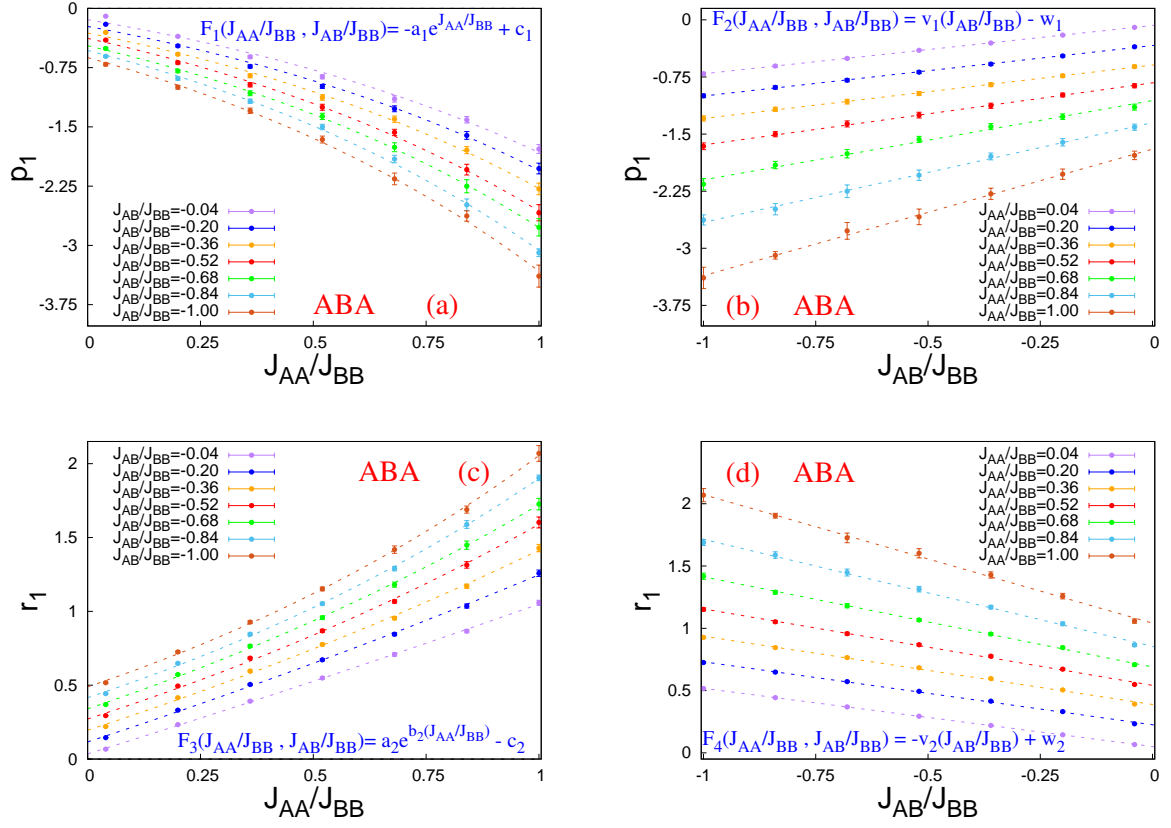 F1(JAA/JBB , JAB/JBB)= -a1e^JAA/JBB + c1
0
-0.75
-1.5
-2.25
-3
-3.75
p1
JAB/JBB=-0.04
JAB/JBB=-0.20
JAB/JBB=-0.36
JAB/JBB=-0.52
JAB/JBB=-0.68
JAB/JBB=-0.84
JAB/JBB=-1.00
ABA (a)
0 0.25 0.5 0.75 1
JAA/JBB
F2(JAA/JBB , JAB/JBB) = v1(JAB/JBB) - w1
0
-0.75
-1.5
-2.25
-3
-3.75
p1
JAA/JBB=0.04
JAA/JBB=0.20
JAA/JBB=0.36
JAA/JBB=0.52
JAA/JBB=0.68
JAA/JBB=0.84
JAA/JBB=1.00
(b) ABA
-1 -0.75 -0.5 -0.25 0
JAB/JBB
2
1.5
1
0.5
0
r1
JAB/JBB=-0.04
JAB/JBB=-0.20
JAB/JBB=-0.36
JAB/JBB=-0.52
JAB/JBB=-0.68
JAB/JBB=-0.84
JAB/JBB=-1.00
ABA (c)
F3(JAA/JBB , JAB/JBB)= a2e^b2(JAA/JBB) - c2
0 0.25 0.5 0.75 1
JAA/JBB
2
1.5
1
0.5
0
r1
(d) ABA
JAA/JBB=0.04
JAA/JBB=0.20
JAA/JBB=0.36
JAA/JBB=0.52
JAA/JBB=0.68
JAA/JBB=0.84
JAA/JBB=1.00
F4(JAA/JBB , JAB/JBB) = -v2(JAB/JBB) + w2
-1 -0.75 -0.5 -0.25 0
JAB/JBB